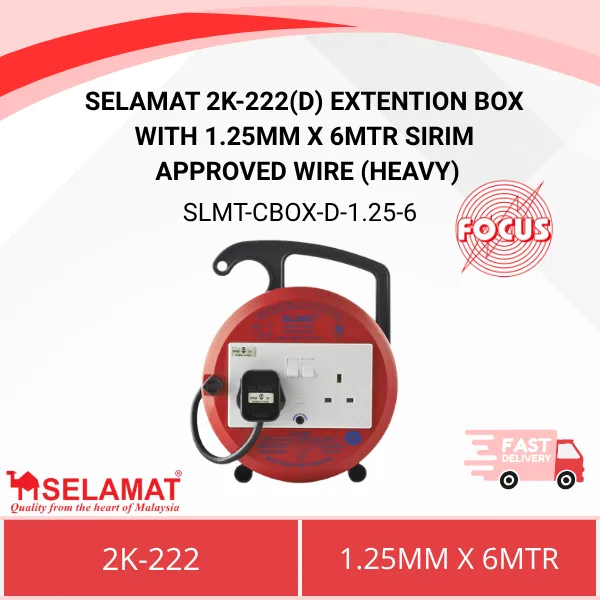 SELAMAT 2K-222(D) EXTENTION BOX
WITH 1.25MM X 6MTR SIRIM
APPROVED WIRE (HEAVY)
SLMT-CBOX-D-1.25-6
FOCUS
SELAMAT
FAST
DELIVERY
SELAMAT®
Quality from the heart of Malaysia
2K-222
1.25MM X 6MTR